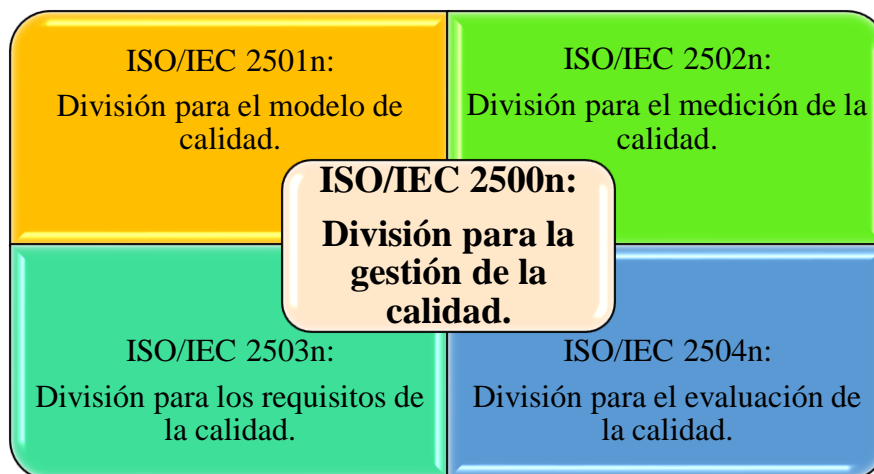 ISO/IEC 2501n:
División para el modelo de
calidad.
ISO/IEC 2502n:
División para el medición de la
calidad.
ISO/IEC 2500n:
División para la
gestión de la
calidad.
ISO/IEC 2503n:
División para los requisitos de
la calidad.
ISO/IEC 2504n:
División para el evaluación de
la calidad.